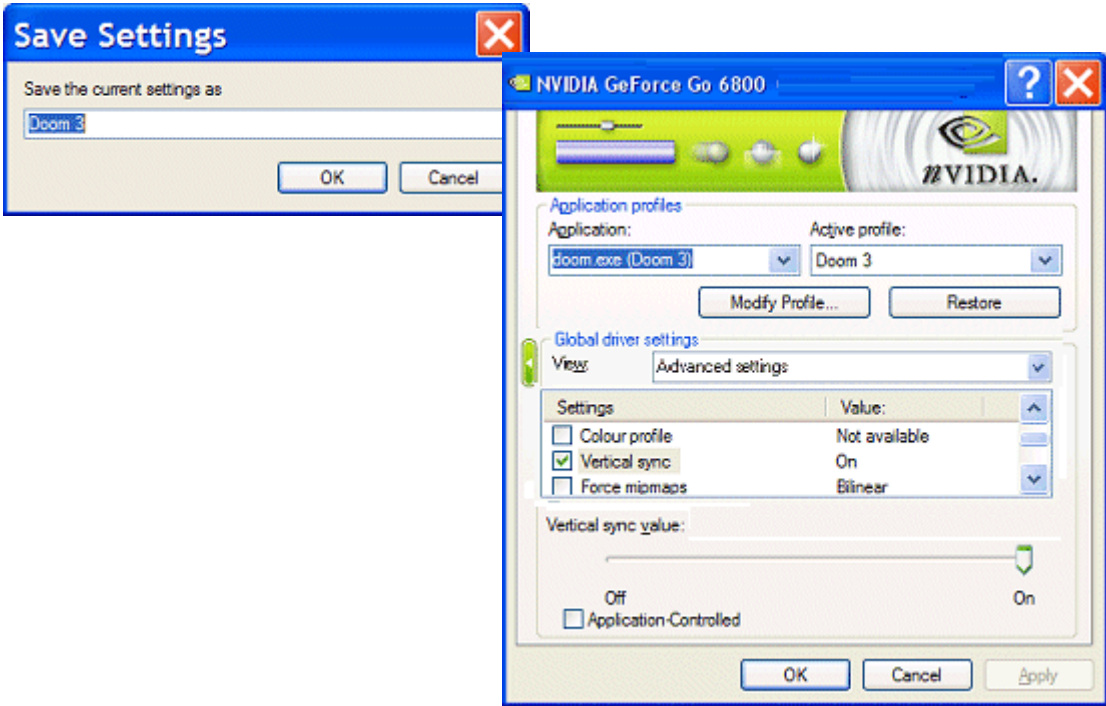 Save Settings
Save the current settings as
Doom 3
OK Cancel
NVIDIA GeForce Go 6800
nVIDIA.
Application profiles
Application: Active profile:
doom.exe (Doom 3) Doom 3
Modify Profile... Restore
Global driver settings
View: Advanced settings
Settings Value:
Colour profile Not available
Vertical sync On
Force mipmaps Bilinear
Vertical sync value:
Off On
Application-Controlled
OK Cancel Apply